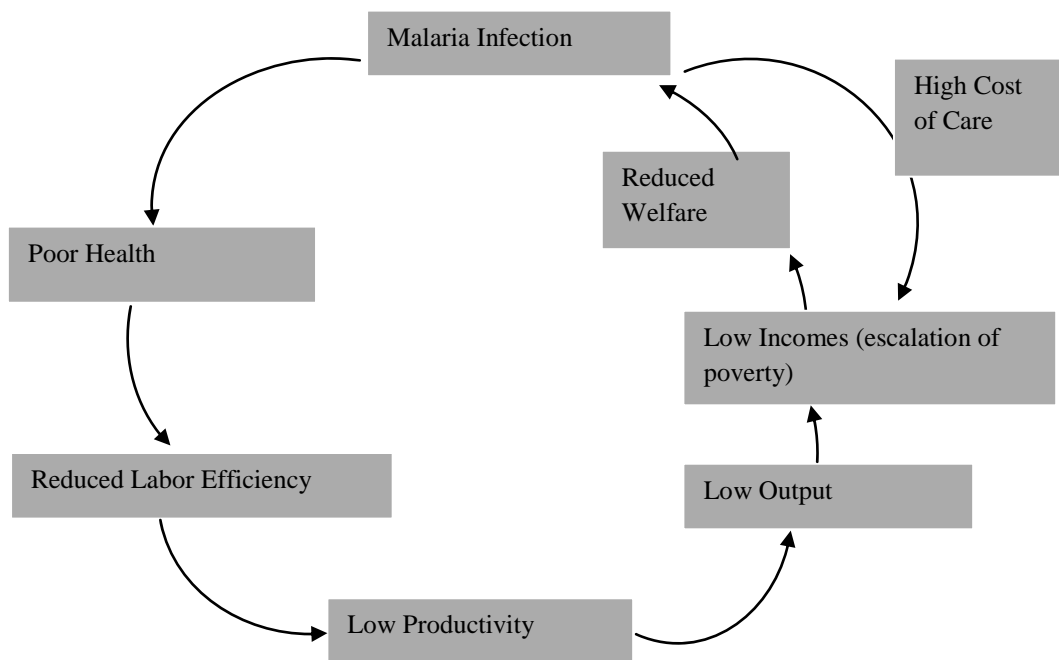 Malaria Infection
High Cost
of Care
Reduced
Welfare
Poor Health
Low Incomes (escalation of
poverty)
Reduced Labor Efficiency
Low Output
Low Productivity